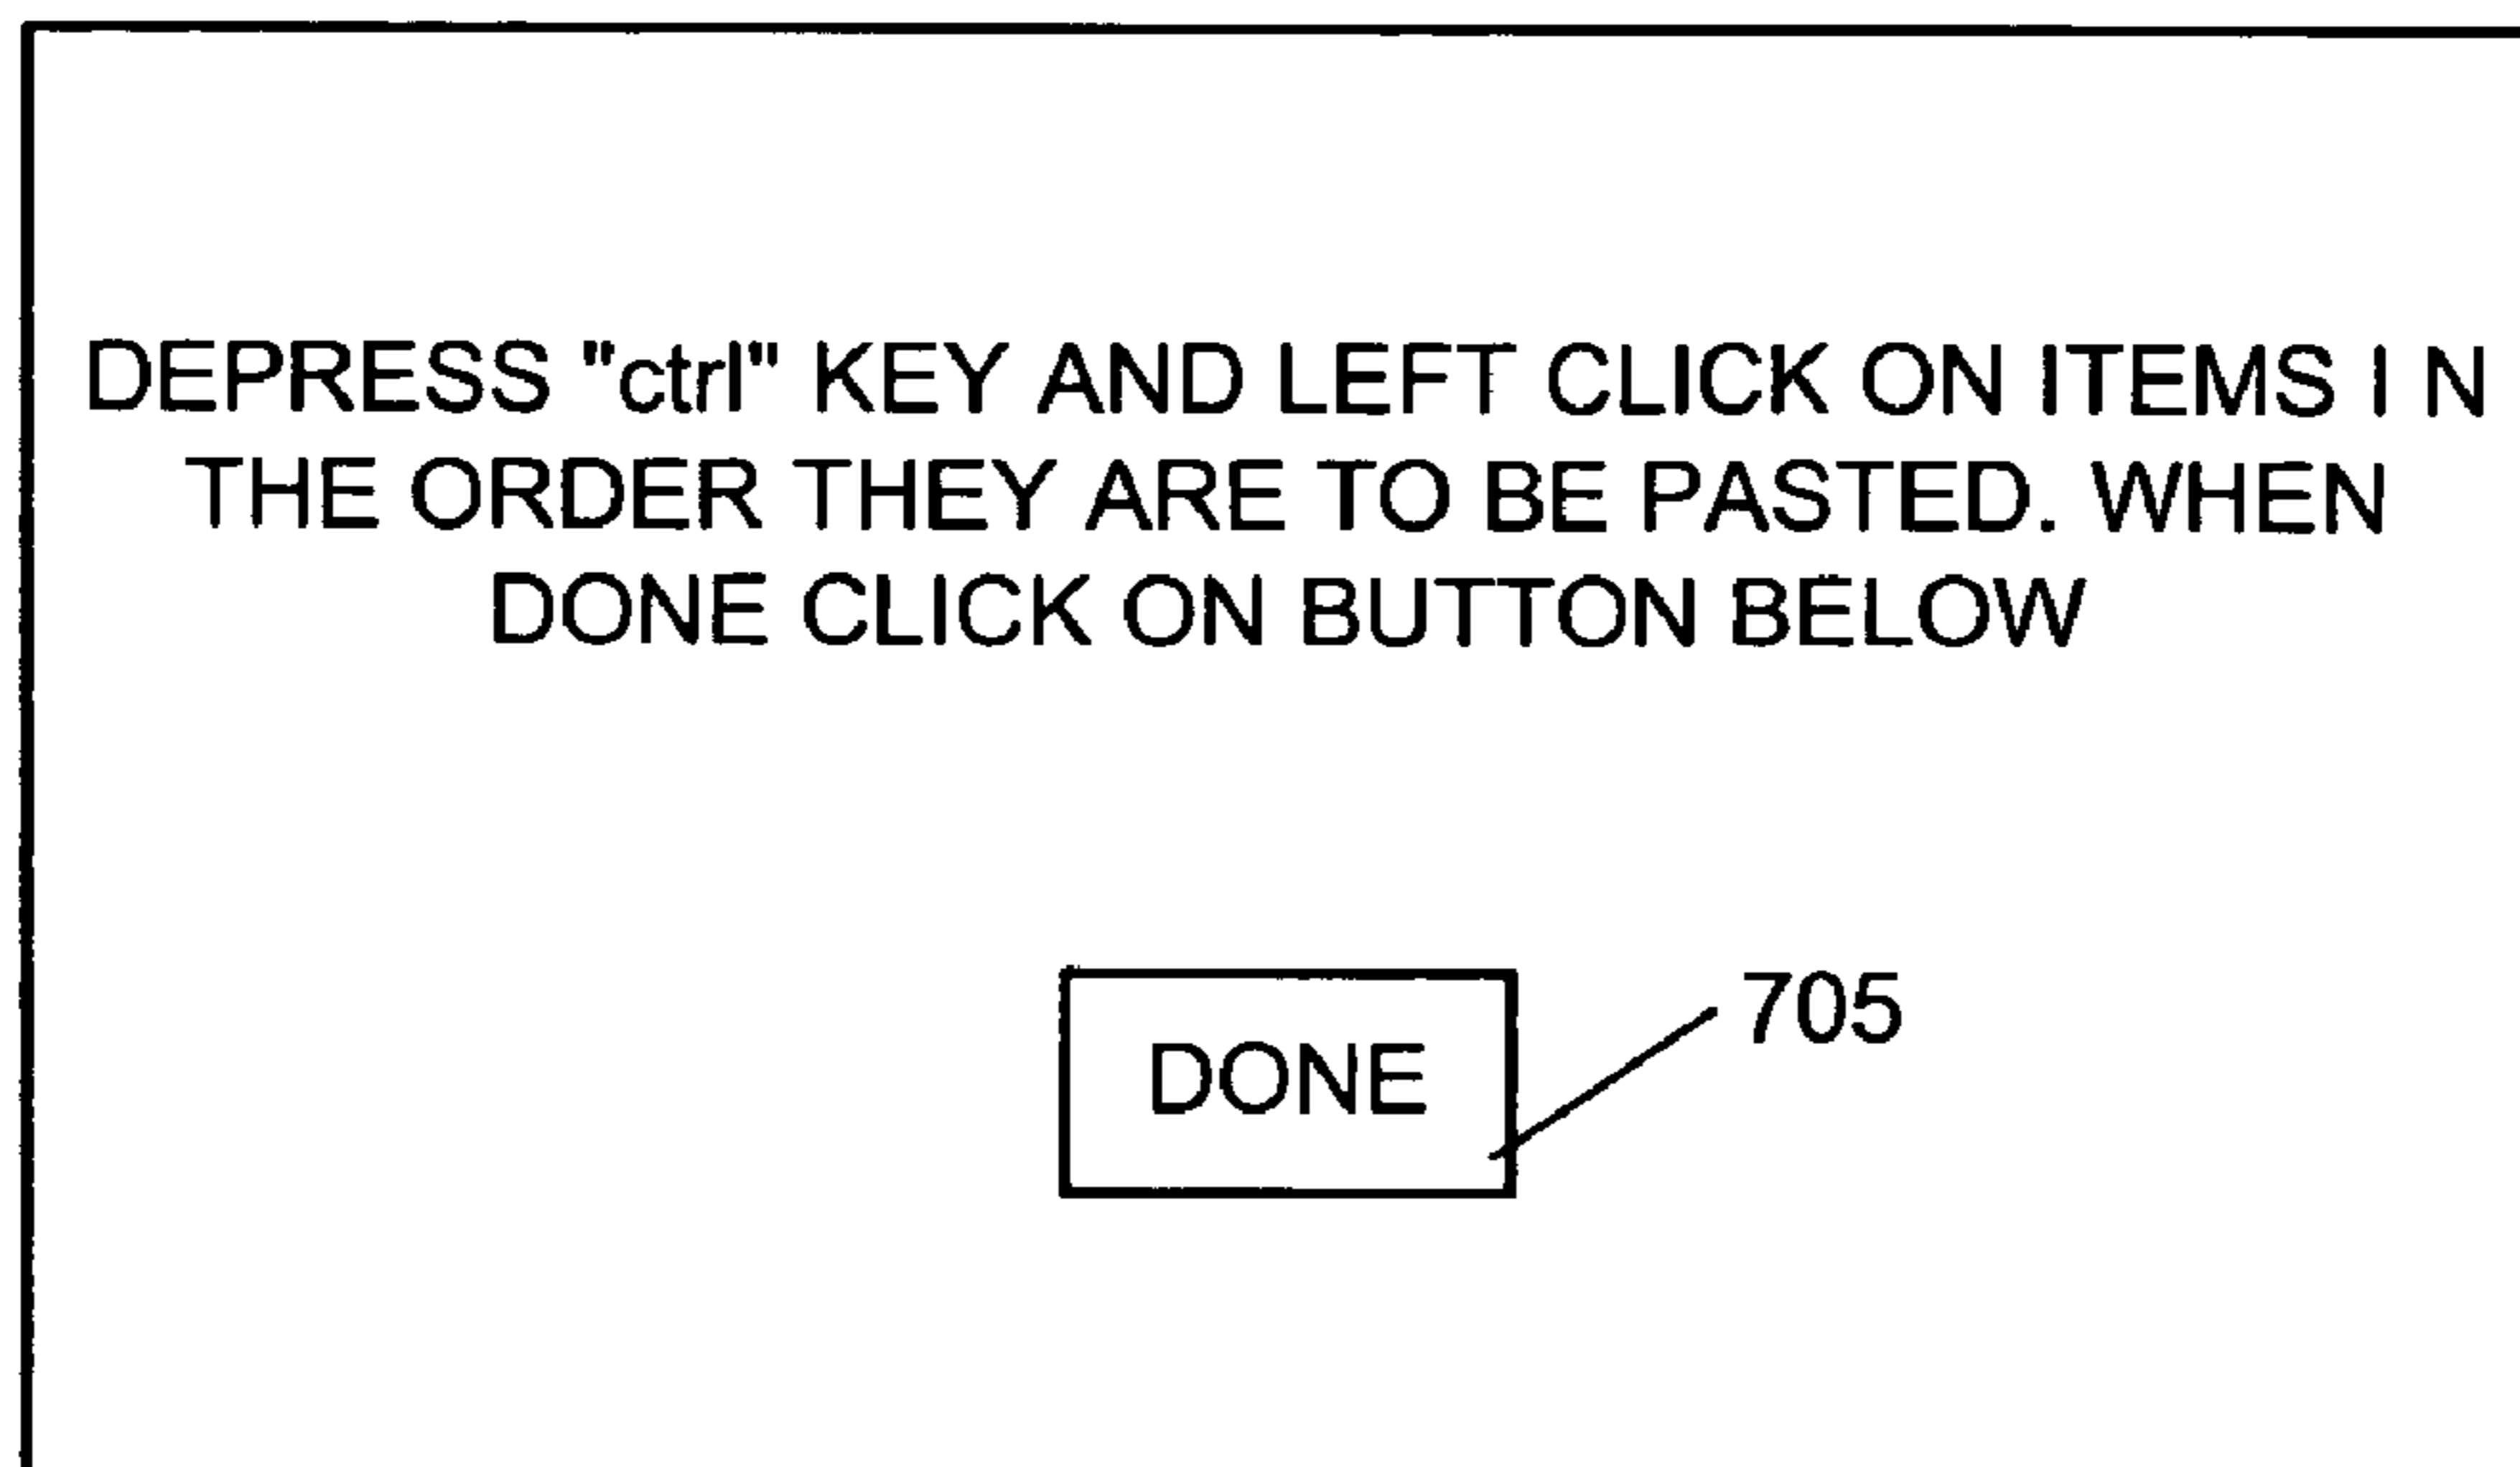 DEPRESS "ctrl" KEY AND LEFT CLICK ON ITEMS I N
THE ORDER THEY ARE TO BE PASTED. WHEN
DONE CLICK ON BUTTON BELOW
705
DONE